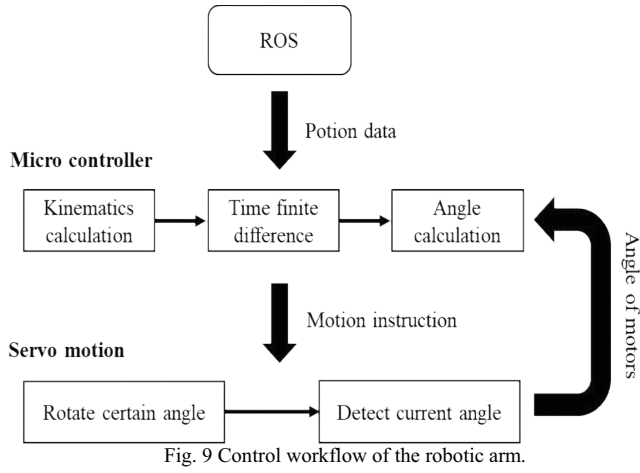 ROS
Potion data
Micro controller
Kinematics
calculation
Time finite
difference
Angle
calculation
Angle of motors
Motion instruction
Servo motion
Rotate certain angle
Detect current angle
Fig. 9 Control workflow of the robotic arm.